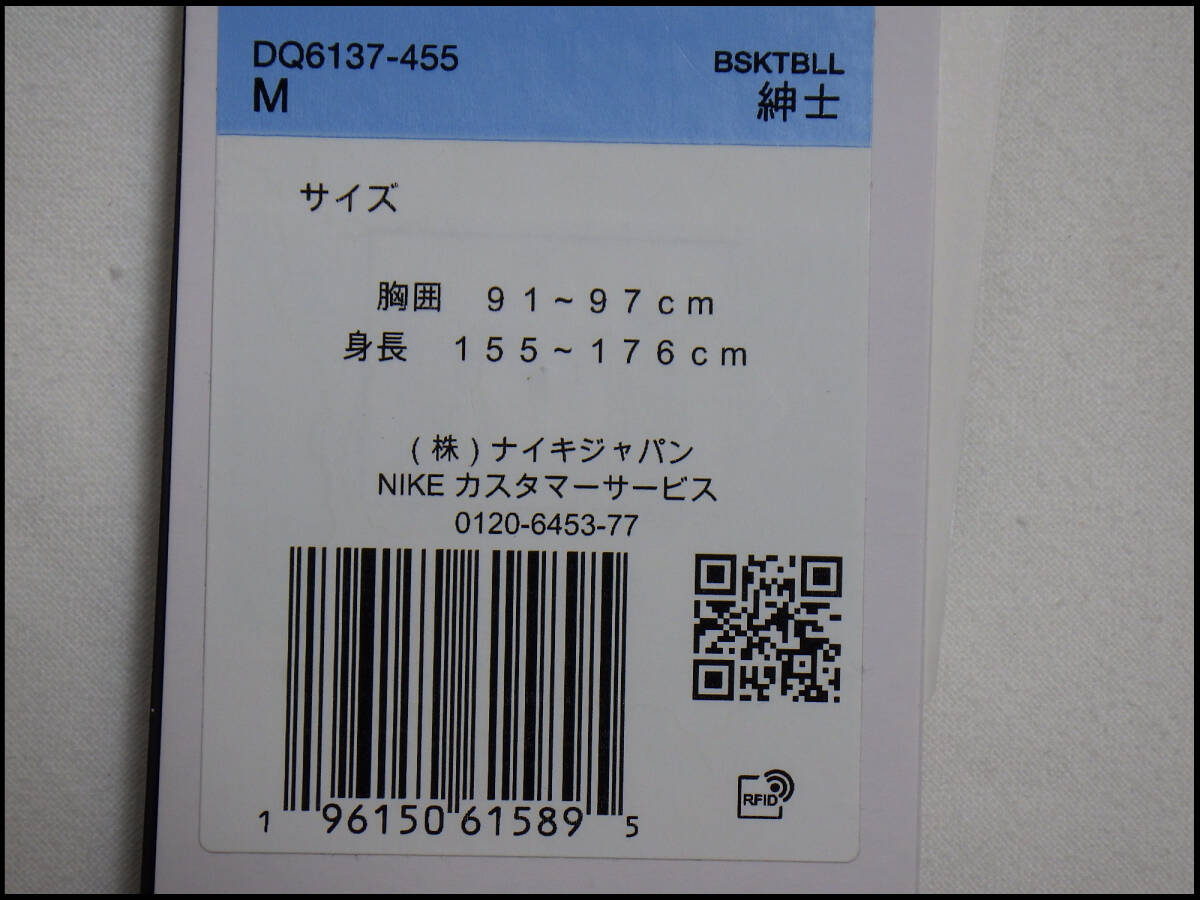 DQ6137-455 BSKTBLL
M 紳士
サイズ
胸囲 91~97cm
身長 155~176cm
(株)ナイキジャパン
NIKE カスタマーサービス
0120-6453-77
1 96150 61589 5
RFID